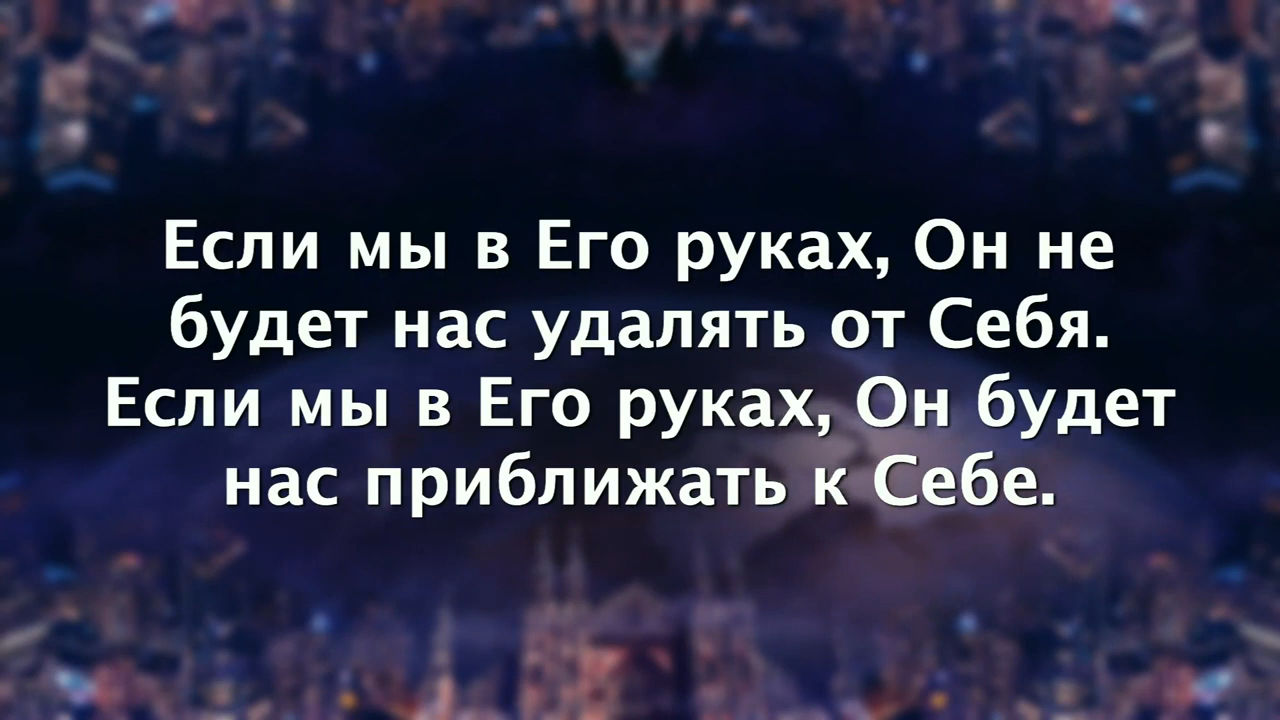 Если мы в Его руках, Он не
будет нас удалять от Себя.
Если мы в Его руках, Он будет
нас приближать к Себе.